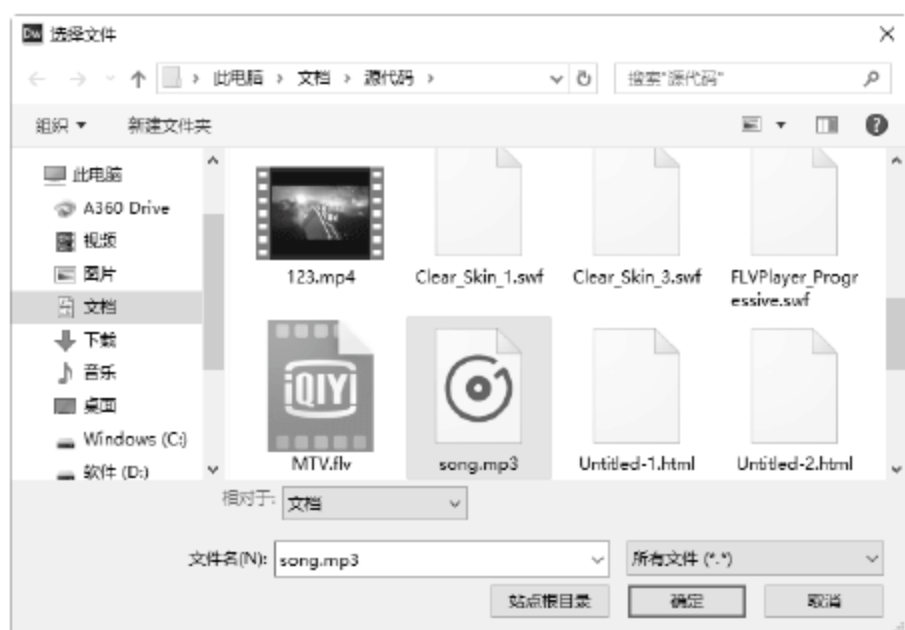 Dw 选择文件
此电脑 › 文档 › 源代码 ›
搜索"源代码"
组织 新建文件夹
此电脑
A360 Drive
视频
图片
文档
下载
音乐
桌面
Windows (C:)
软件 (D:)
123.mp4
Clear_Skin_1.swf
Clear_Skin_3.swf
FLVPlayer_Progr
essive.swf
iQIYI
MTV.flv
song.mp3
Untitled-1.html
Untitled-2.html
相对于: 文档
文件名(N): song.mp3 所有文件 (*.*)
站点根目录 确定 取消